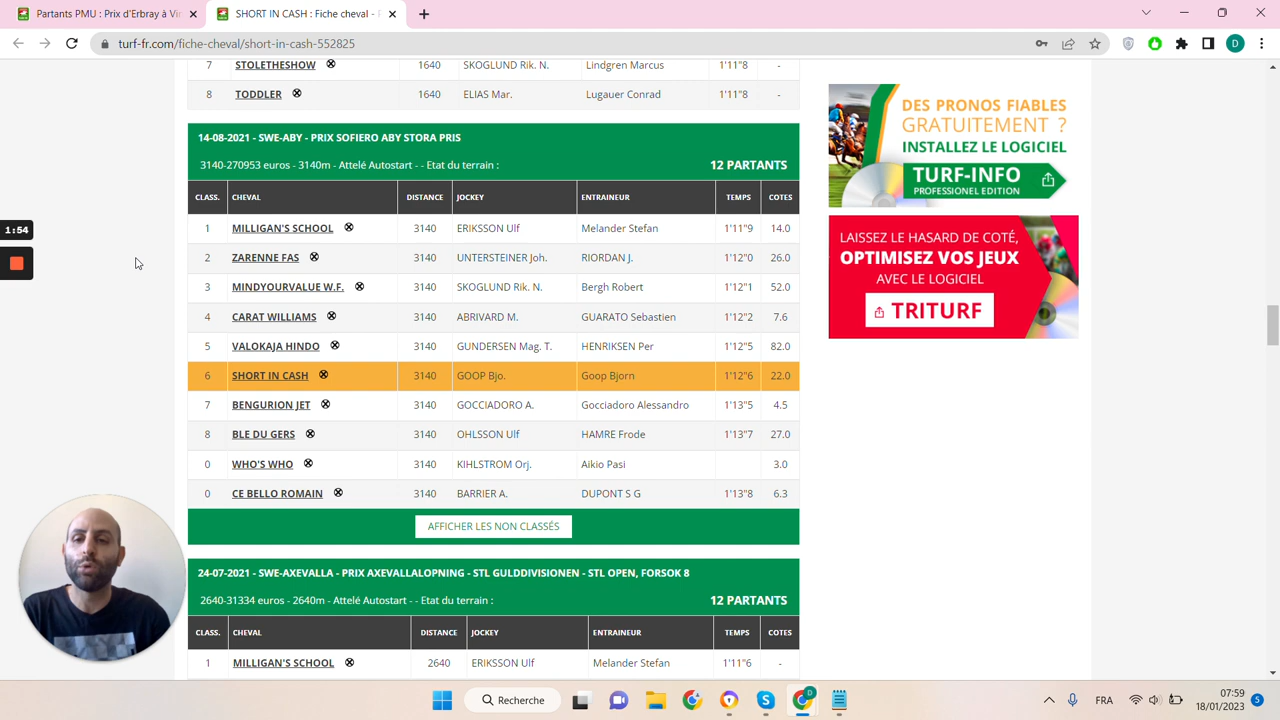 Partants PMU : Prix d'Erbray à Vin
SHORT IN CASH : Fiche cheval - P
turf-fr.com/fiche-cheval/short-in-cash-552825
D
7 STOLETHESHOW 1640 SKOGLUND Rik. N. Lindgren Marcus 1'11"8 -
8 TODDLER 1640 ELIAS Mar. Lugauer Conrad 1'11"8 -
14-08-2021 - SWE-ABY - PRIX SOFIERO ABY STORA PRIS
3140-270953 euros - 3140m - Attelé Autostart - - Etat du terrain : 12 PARTANTS
CLASS. CHEVAL DISTANCE JOCKEY ENTRAINEUR TEMPS COTES
1 MILLIGAN'S SCHOOL 3140 ERIKSSON Ulf Melander Stefan 1'11"9 14.0
2 ZARENNE FAS 3140 UNTERSTEINER Joh. RIORDAN J. 1'12"0 26.0
3 MINDYOURVALUE W.F. 3140 SKOGLUND Rik. N. Bergh Robert 1'12"1 52.0
4 CARAT WILLIAMS 3140 ABRIVARD M. GUARATO Sebastien 1'12"2 7.6
5 VALOKAJA HINDO 3140 GUNDERSEN Mag. T. HENRIKSEN Per 1'12"5 82.0
6 SHORT IN CASH 3140 GOOP Bjo. Goop Bjorn 1'12"6 22.0
7 BENGURION JET 3140 GOCCIADORO A. Gocciadoro Alessandro 1'13"5 4.5
8 BLE DU GERS 3140 OHLSSON Ulf HAMRE Frode 1'13"7 27.0
0 WHO'S WHO 3140 KIHLSTROM Orj. Aikio Pasi 3.0
0 CE BELLO ROMAIN 3140 BARRIER A. DUPONT S G 1'13"8 6.3
AFFICHER LES NON CLASSÉS
24-07-2021 - SWE-AXEVALLA - PRIX AXEVALLALOPNING - STL GULDDIVISIONEN - STL OPEN, FORSOK 8
2640-31334 euros - 2640m - Attelé Autostart - - Etat du terrain : 12 PARTANTS
CLASS. CHEVAL DISTANCE JOCKEY ENTRAINEUR TEMPS COTES
1 MILLIGAN'S SCHOOL 2640 ERIKSSON Ulf Melander Stefan 1'11"6 -
DES PRONOS FIABLES
GRATUITEMENT ?
INSTALLEZ LE LOGICIEL
TURF-INFO
PROFESSIONEL EDITION
LAISSEZ LE HASARD DE COTÉ,
OPTIMISEZ VOS JEUX
AVEC LE LOGICIEL
TRITURF
1:54
Recherche
D
FRA
07:59
18/01/2023
5